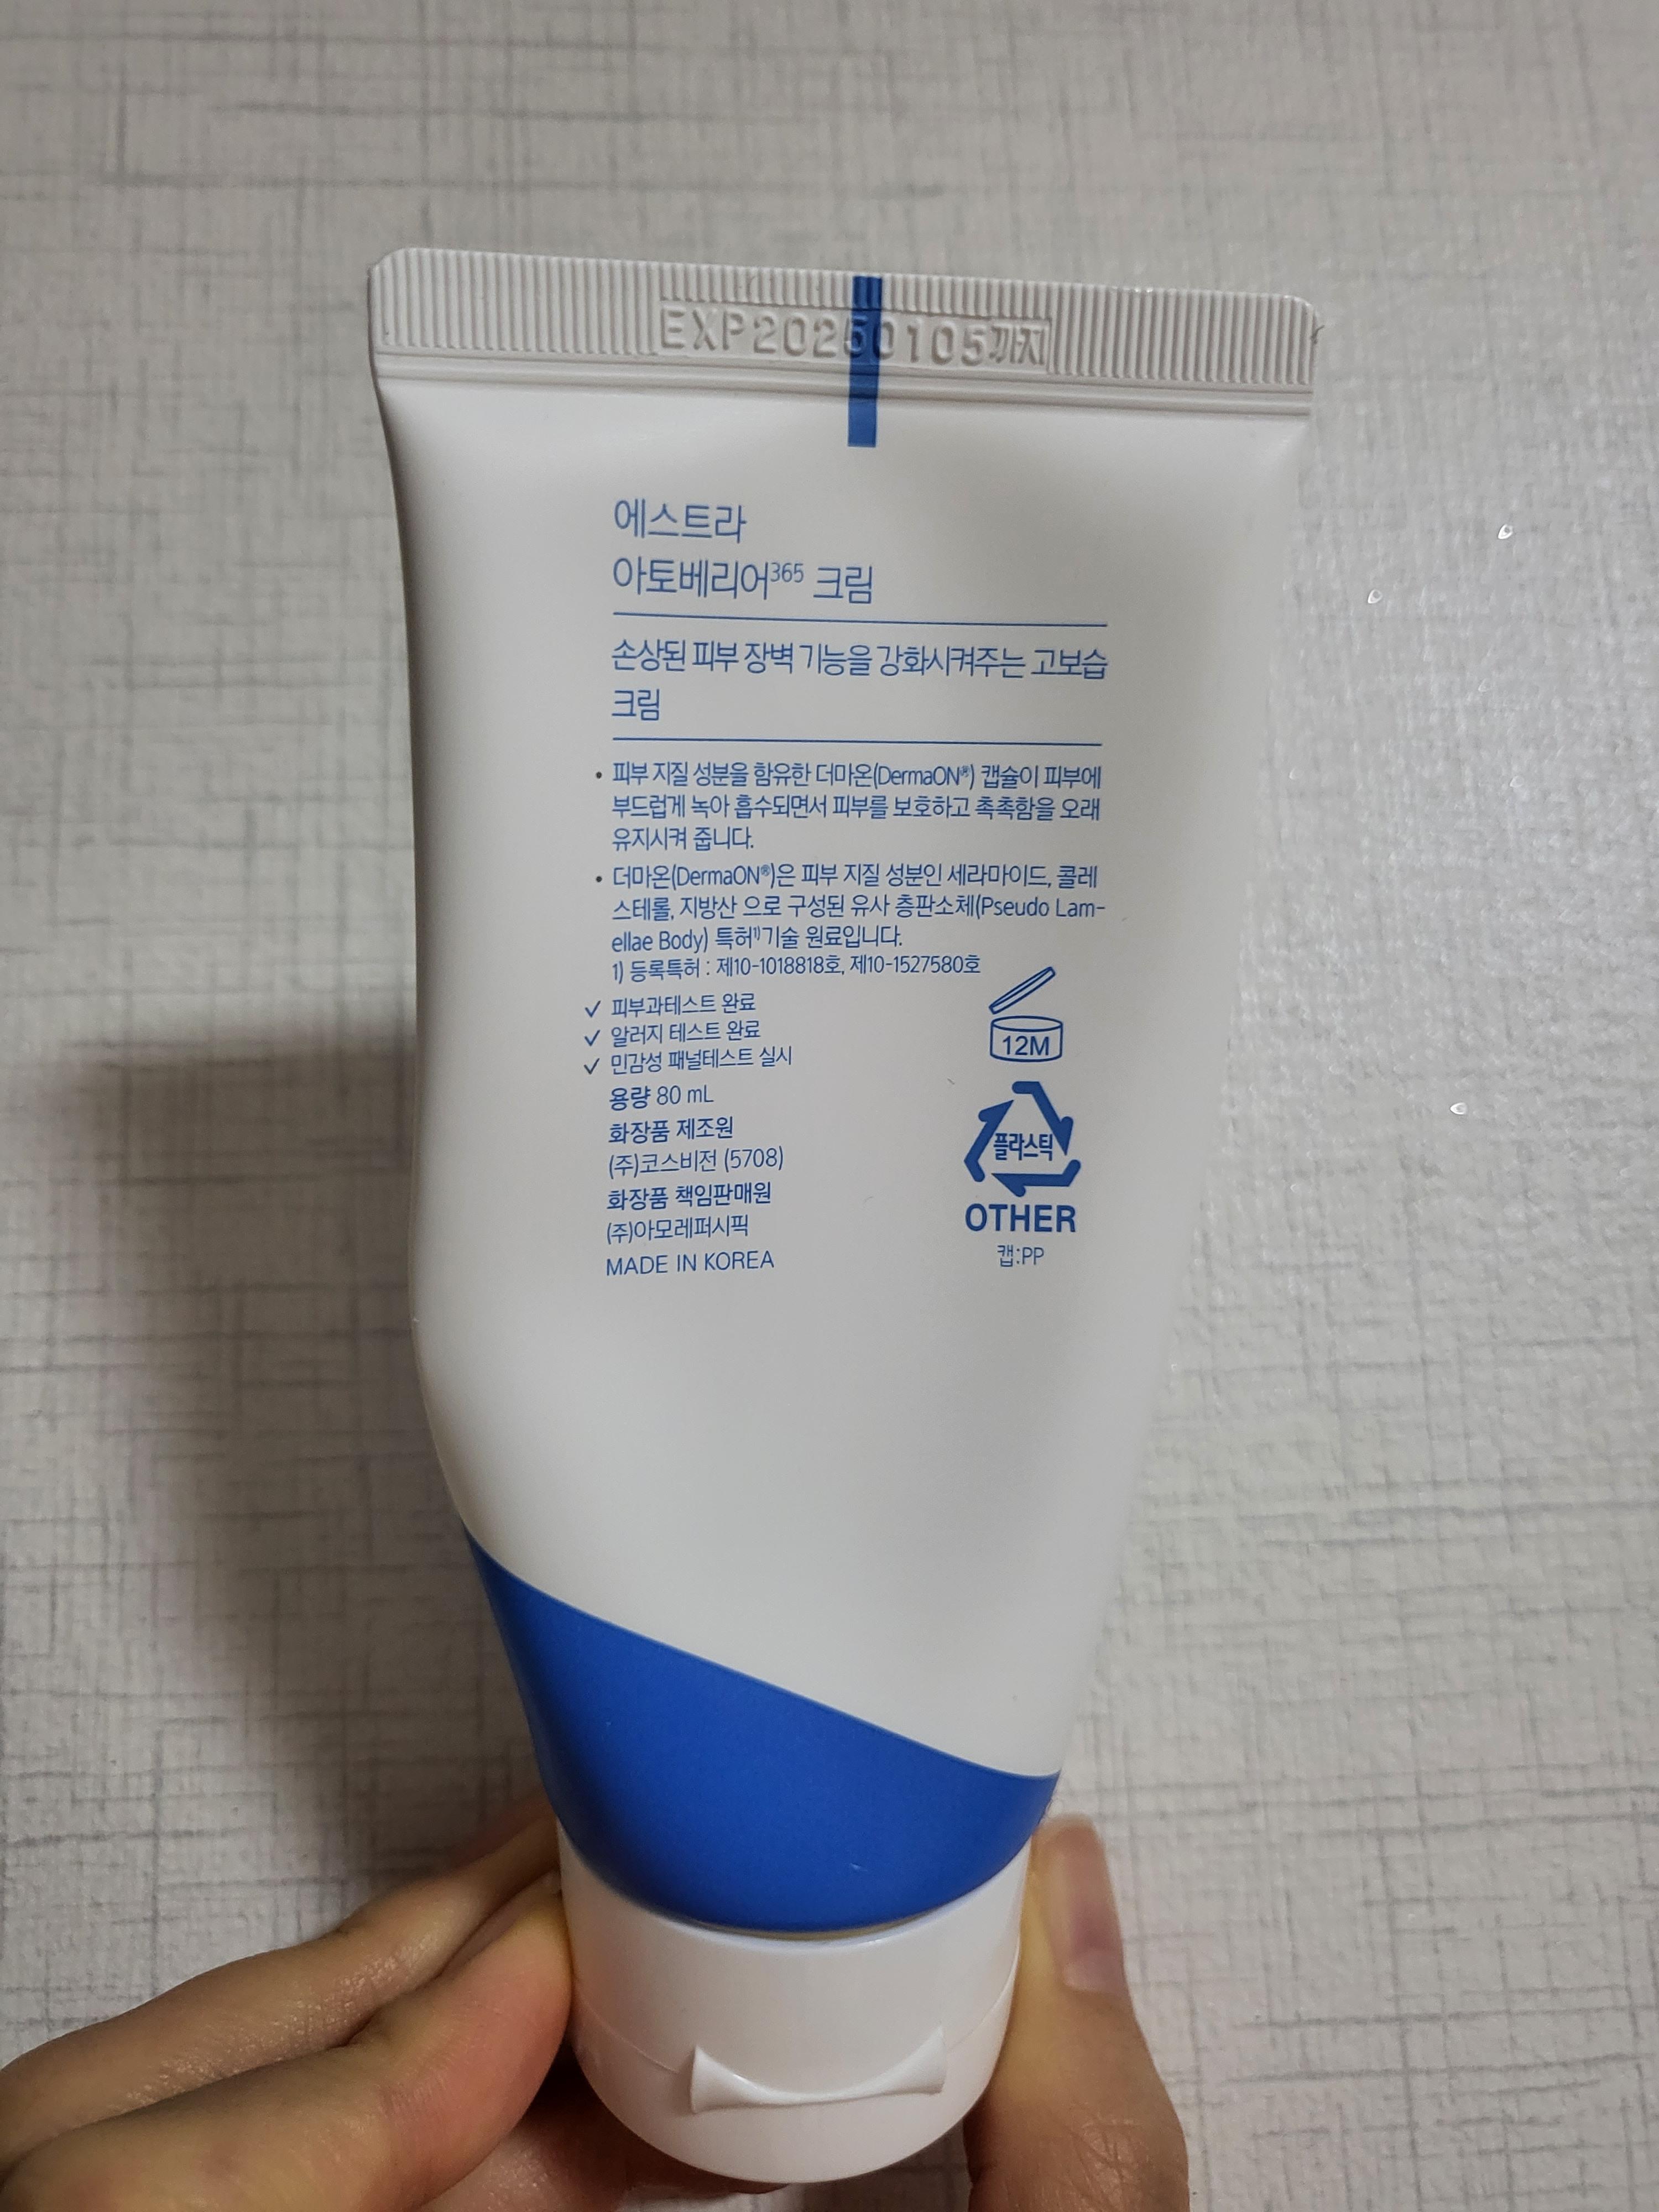 EXP20250105까지
에스트라
아토베리어³⁶⁵ 크림
손상된 피부 장벽 기능을 강화시켜주는 고보습
크림
• 피부 지질 성분을 함유한 더마온(DermaON®) 캡슐이 피부에
부드럽게 녹아 흡수되면서 피부를 보호하고 촉촉함을 오래
유지시켜 줍니다.
• 더마온(DermaON®)은 피부 지질 성분인 세라마이드, 콜레
스테롤, 지방산 으로 구성된 유사 층판소체(Pseudo Lam-
ellae Body) 특허¹⁾기술 원료입니다.
1) 등록특허 : 제10-1018818호, 제10-1527580호
✓ 피부과테스트 완료
✓ 알러지 테스트 완료
✓ 민감성 패널테스트 실시
용량 80 mL
화장품 제조원
(주)코스비전 (5708)
화장품 책임판매원
(주)아모레퍼시픽
MADE IN KOREA
12M
플라스틱
OTHER
캡:PP